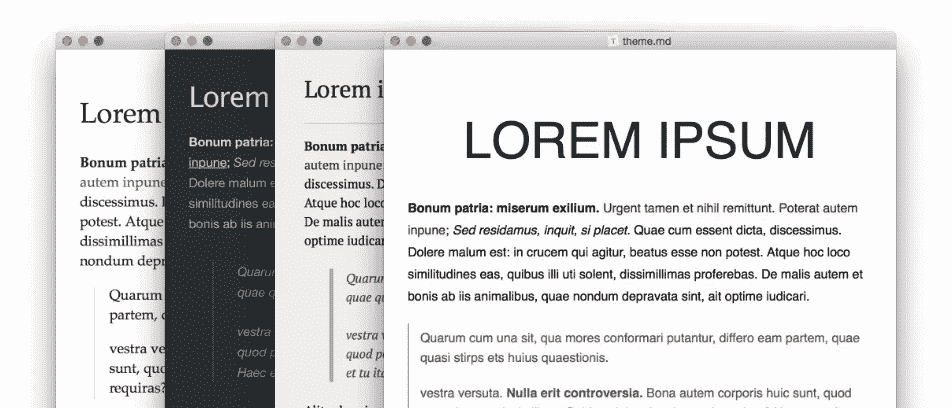 theme.md
Lorem
Bonum patria
autem inpune
discessimus.
potest. Atque
dissimillimas
nondum depr
Quarum
partem,
vestra ve
sunt, quo
requiras?
Lorem
Bonum patria:
inpune; Sed res
Dolere malum e
similitudines ea
bonis ab iis ani
Quarun
quae q
vestra
quod p
Haec e
Lorem i
Bonum patria
autem inpune
discessimus. D
Atque hoc loco
De malis auter
optime iudicar
Quarum
quae qu
vestra v
quod pe
et tu ita
LOREM IPSUM
Bonum patria: miserum exilium. Urgent tamen et nihil remittunt. Poterat autem
inpune; Sed residamus, inquit, si placet. Quae cum essent dicta, discessimus.
Dolere malum est: in crucem qui agitur, beatus esse non potest. Atque hoc loco
similitudines eas, quibus illi uti solent, dissimillimas proferebas. De malis autem et
bonis ab iis animalibus, quae nondum depravata sint, ait optime iudicari.
Quarum cum una sit, qua mores conformari putantur, differo eam partem, quae
quasi stirps ets huius quaestionis.
vestra versuta. Nulla erit controversia. Bona autem corporis huic sunt, quod